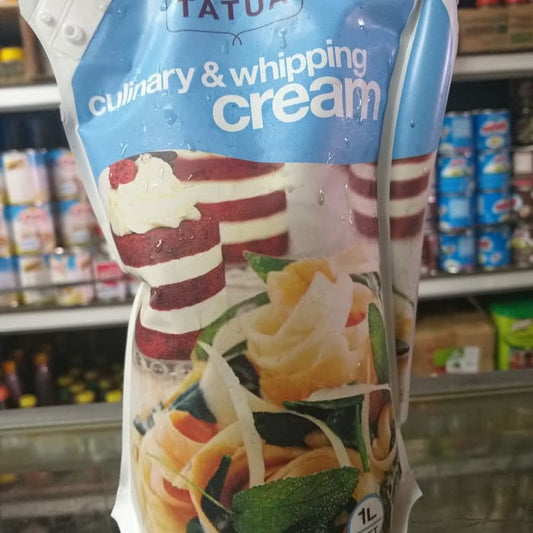 TATUA
culinary & whipping
cream
1L